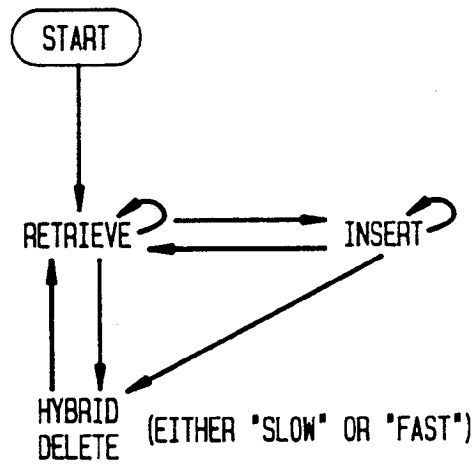 START
RETRIEVE
INSERT
HYBRID
DELETE
(EITHER "SLOW" OR "FAST")